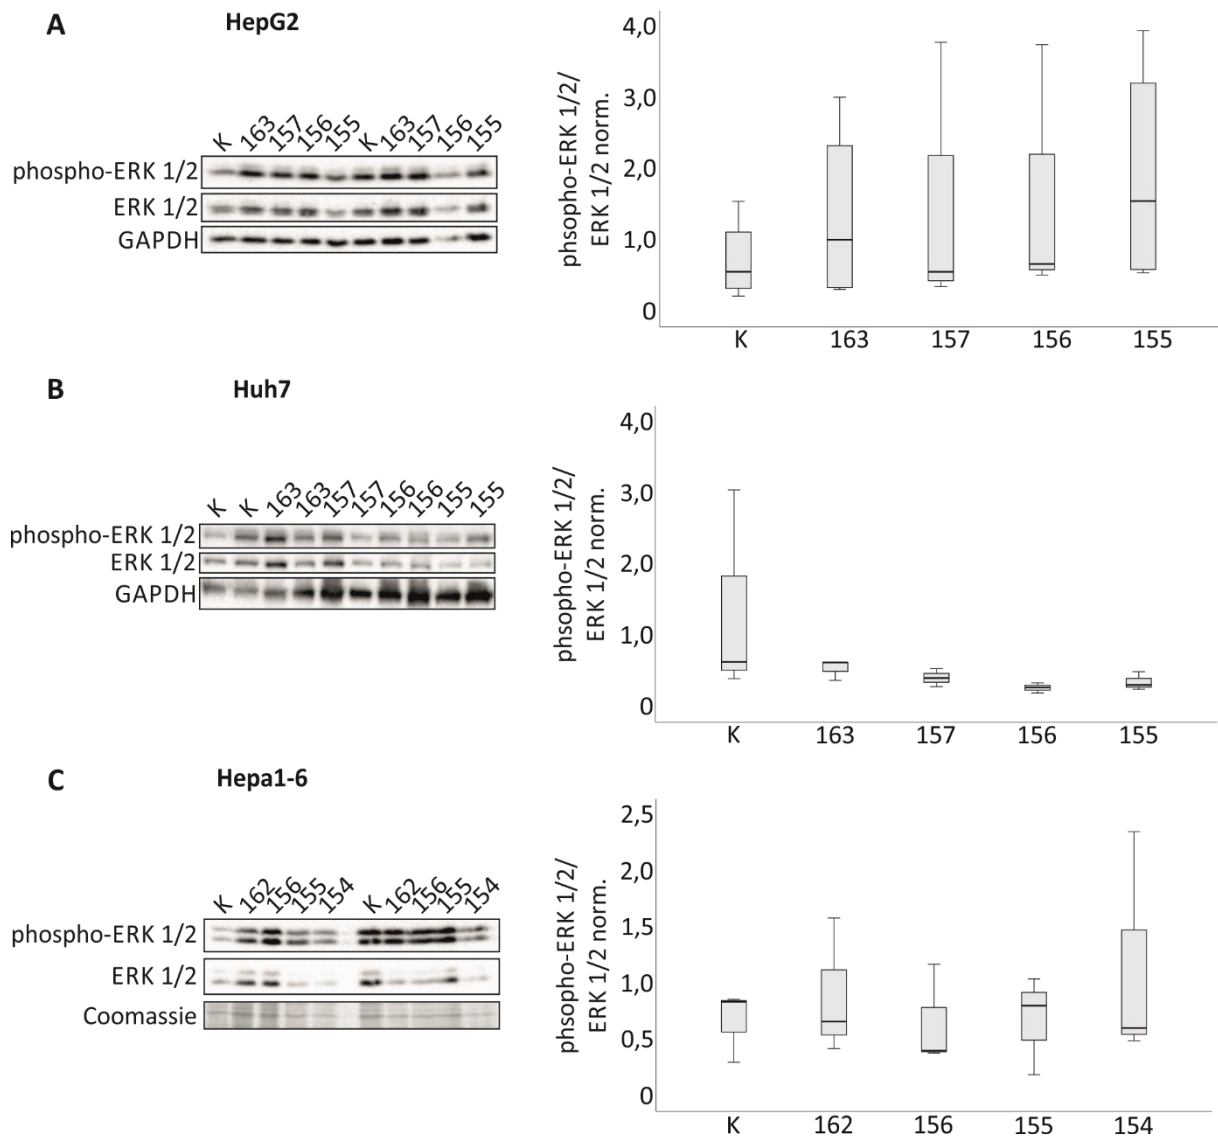 A
HepG2
K 163 157 156 155 K 163 157 156 155
phospho-ERK 1/2
ERK 1/2
GAPDH
phsopho-ERK 1/2/
ERK 1/2 norm.
4,0
3,0
2,0
1,0
0
K 163 157 156 155
B
Huh7
K K 163 163 157 157 156 156 155 155
phospho-ERK 1/2
ERK 1/2
GAPDH
phsopho-ERK 1/2/
ERK 1/2 norm.
4,0
3,0
2,0
1,0
0
K 163 157 156 155
C
Hepa1-6
K 162 156 155 154 K 162 156 155 154
phospho-ERK 1/2
ERK 1/2
Coomassie
phsopho-ERK 1/2/
ERK 1/2 norm.
2,5
2,0
1,5
1,0
0,5
0
K 162 156 155 154